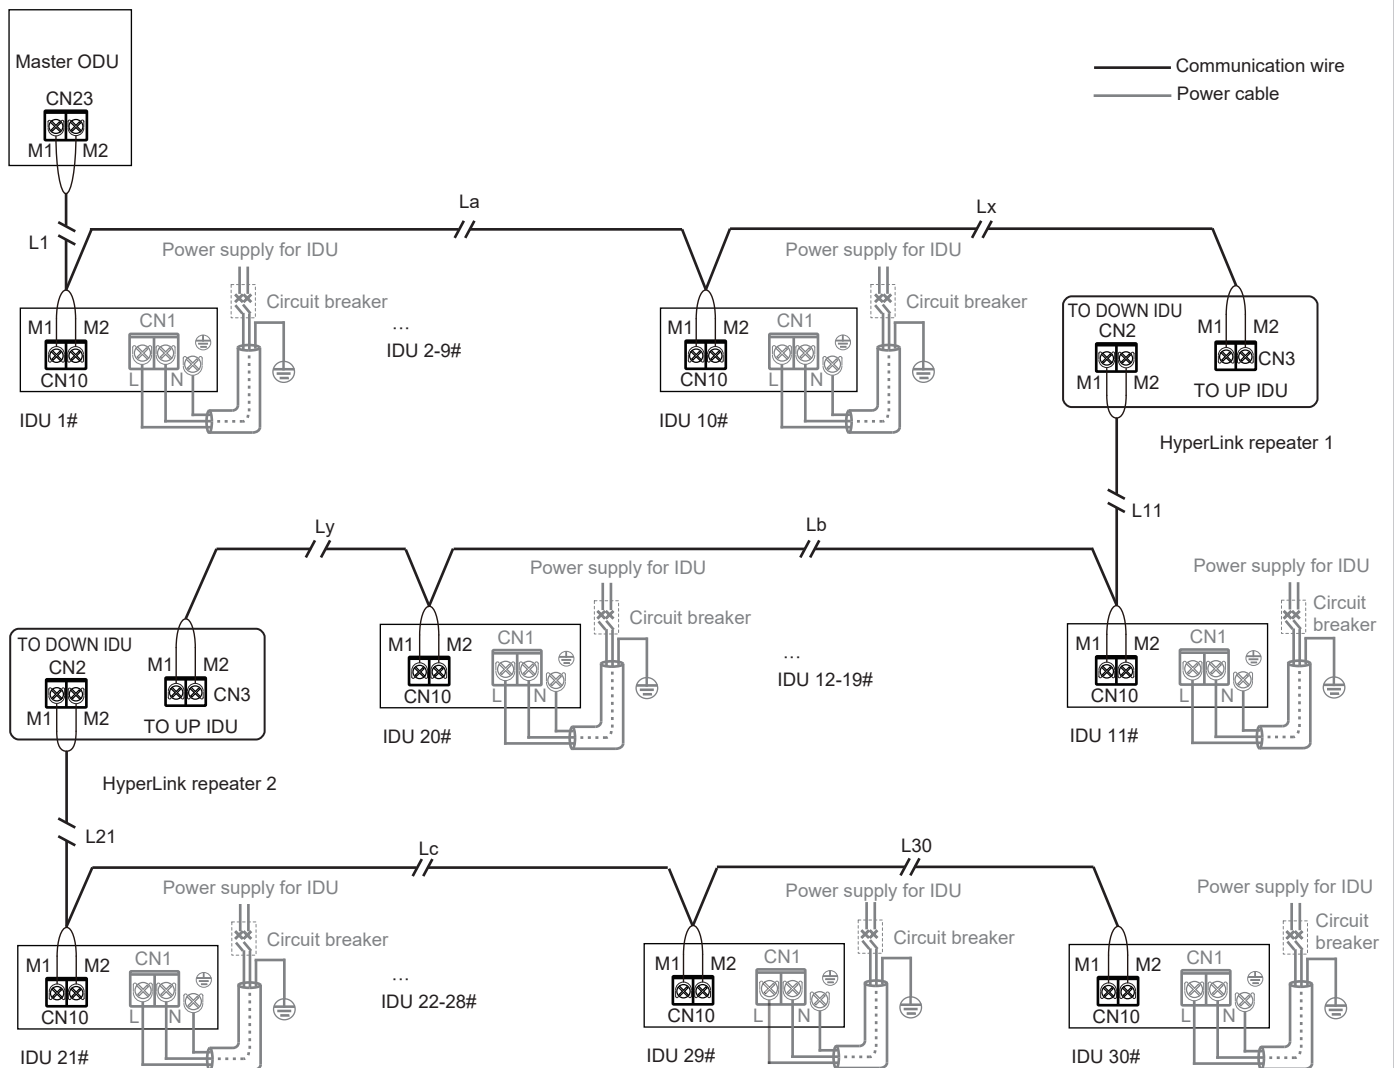 Master ODU
CN23
M1 M2
Communication wire
Power cable
L1
La
Lx
Power supply for IDU
Circuit breaker
M1 M2
CN1
CN10
L N
IDU 1#
...
IDU 2-9#
Power supply for IDU
Circuit breaker
M1 M2
CN1
CN10
L N
IDU 10#
TO DOWN IDU
CN2
M1 M2
M1 M2
CN3
TO UP IDU
HyperLink repeater 1
L11
Ly
Lb
TO DOWN IDU
CN2
M1 M2
M1 M2
CN3
TO UP IDU
HyperLink repeater 2
Power supply for IDU
Circuit breaker
M1 M2
CN1
CN10
L N
IDU 20#
...
IDU 12-19#
Power supply for IDU
Circuit
breaker
M1 M2
CN1
CN10
L N
IDU 11#
L21
Lc
L30
Power supply for IDU
Circuit breaker
M1 M2
CN1
CN10
L N
IDU 21#
...
IDU 22-28#
Power supply for IDU
Circuit breaker
M1 M2
CN1
CN10
L N
IDU 29#
Power supply for IDU
Circuit
breaker
M1 M2
CN1
CN10
L N
IDU 30#